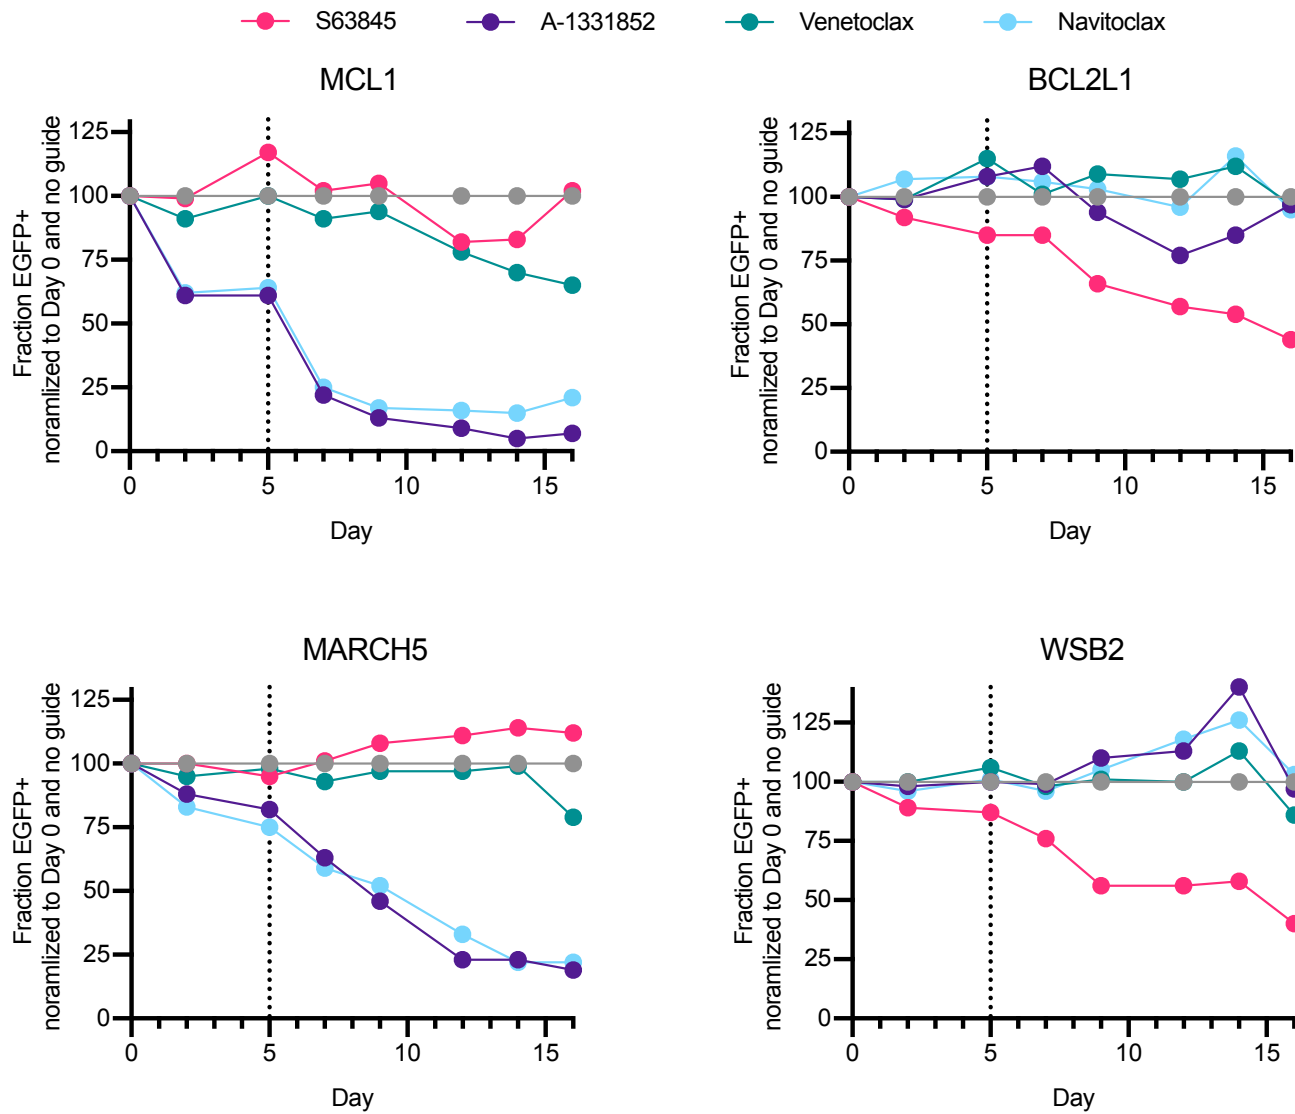 S63845 A-1331852 Venetoclax Navitoclax
MCL1
Fraction EGFP+
noramlized to Day 0 and no guide
125
100
75
50
25
0
0 5 10 15
Day
BCL2L1
Fraction EGFP+
noramlized to Day 0 and no guide
125
100
75
50
25
0
0 5 10 15
Day
MARCH5
Fraction EGFP+
noramlized to Day 0 and no guide
125
100
75
50
25
0
0 5 10 15
Day
WSB2
Fraction EGFP+
noramlized to Day 0 and no guide
125
100
75
50
25
0
0 5 10 15
Day